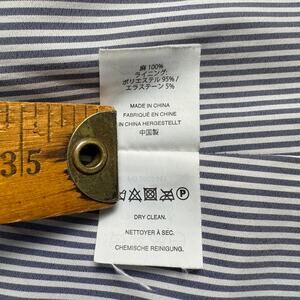 麻 100%
ライニング:
ポリエステル 95% /
エラステーン 5%
MADE IN CHINA
FABRIQUÉ EN CHINE
IN CHINA HERGESTELLT
中国製
DRY CLEAN.
NETTOYER À SEC.
CHEMISCHE REINIGUNG.
35